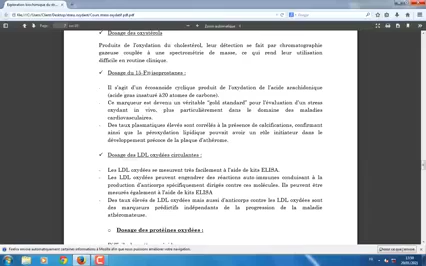 ✓ Dosage des oxystérols
Produits de l'oxydation du cholestérol, leur détection se fait par chromatographie
gazeuse couplée à une spectrométrie de masse, ce qui rend leur utilisation
difficile en routine clinique.
✓ Dosage du 15-F2t-isoprostanes :
- Il s'agit d'un écosanoïde cyclique produit de l'oxydation de l'acide arachidonique
(acide gras insaturé à20 atomes de carbone).
- Ce marqueur est devenu un véritable "gold standard" pour l'évaluation d'un stress
oxydant in vivo, plus particulièrement dans le domaine des maladies
cardiovasculaires.
- Des taux plasmatiques élevés sont corrélés à la présence de calcifications, confirmant
ainsi que la peroxydation lipidique pouvait avoir un rôle initiateur dans le
développement précoce de la plaque d'athérome.
✓ Dosage des LDL oxydées circulantes :
- Les LDL oxydées se mesurent très facilement à l'aide de kits ELISA.
- Les LDL oxydées peuvent engendrer des réactions auto-immunes conduisant à la
production d'anticorps spécifiquement dirigés contre ces molécules. Ils peuvent être
mesurés également à l'aide de kits ELISA
- Des taux élevés de LDL oxydées mais aussi d'anticorps contre les LDL oxydées sont
des marqueurs prédictifs indépendants de la progression de la maladie
athéromateuse.
o Dosage des protéines oxydées :